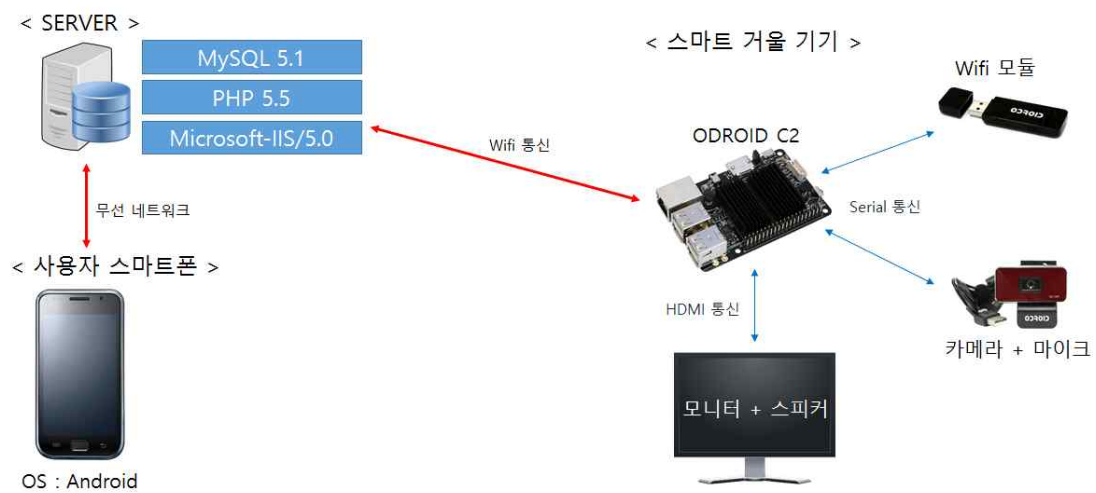 < SERVER >
MySQL 5.1
PHP 5.5
Microsoft-IIS/5.0
무선 네트워크
< 사용자 스마트폰 >
OS : Android
Wifi 통신
< 스마트 거울 기기 >
ODROID C2
Wifi 모듈
ODROID
Serial 통신
HDMI 통신
ODROID
카메라 + 마이크
모니터 + 스피커